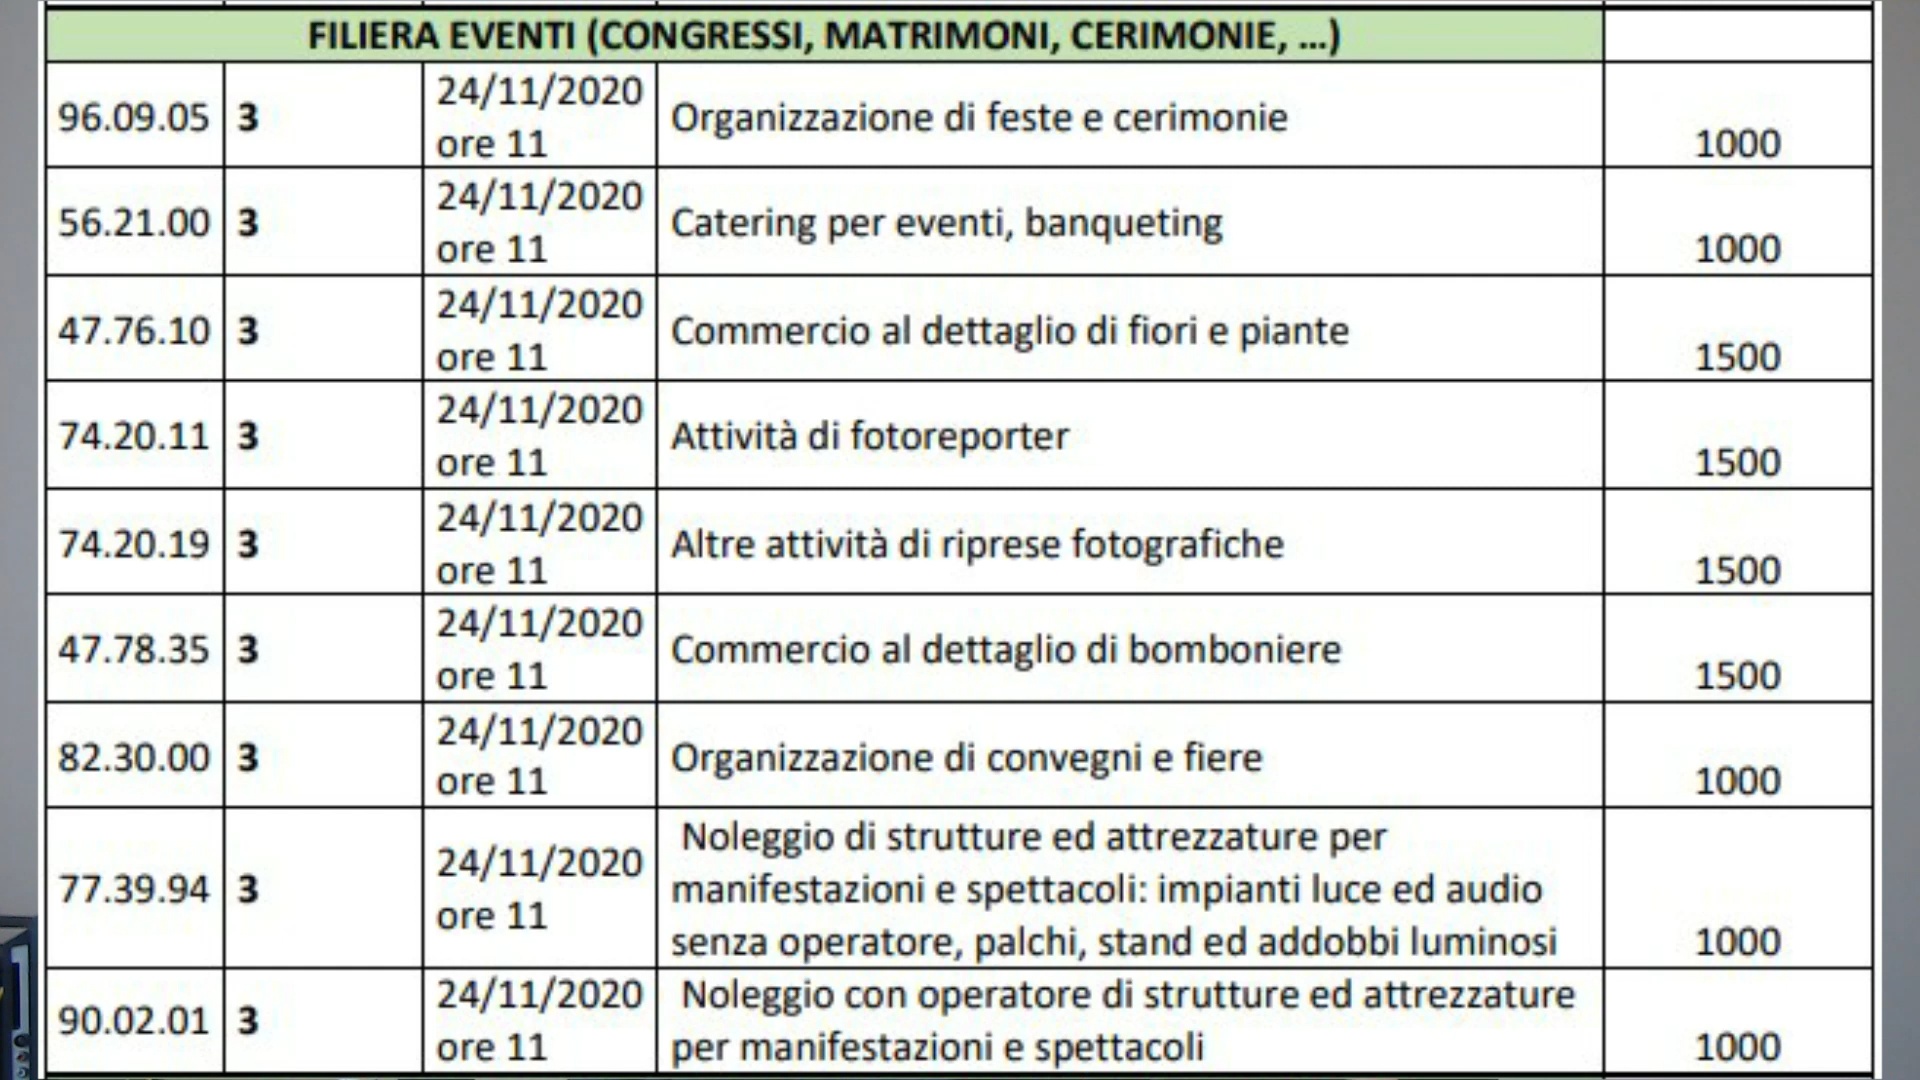 FILIERA EVENTI (CONGRESSI, MATRIMONI, CERIMONIE, ...)
96.09.05 3 24/11/2020 ore 11 Organizzazione di feste e cerimonie 1000
56.21.00 3 24/11/2020 ore 11 Catering per eventi, banqueting 1000
47.76.10 3 24/11/2020 ore 11 Commercio al dettaglio di fiori e piante 1500
74.20.11 3 24/11/2020 ore 11 Attività di fotoreporter 1500
74.20.19 3 24/11/2020 ore 11 Altre attività di riprese fotografiche 1500
47.78.35 3 24/11/2020 ore 11 Commercio al dettaglio di bomboniere 1500
82.30.00 3 24/11/2020 ore 11 Organizzazione di convegni e fiere 1000
77.39.94 3 24/11/2020 ore 11 Noleggio di strutture ed attrezzature per
manifestazioni e spettacoli: impianti luce ed audio
senza operatore, palchi, stand ed addobbi luminosi 1000
90.02.01 3 24/11/2020 ore 11 Noleggio con operatore di strutture ed attrezzature
per manifestazioni e spettacoli 1000